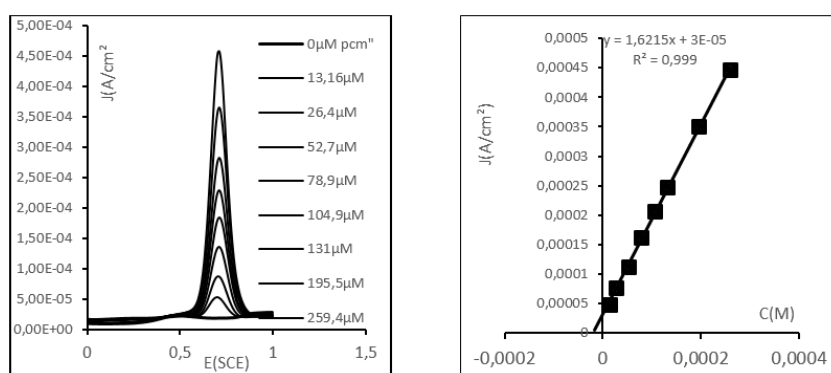 5,00E-04
4,50E-04
4,00E-04
3,50E-04
3,00E-04
2,50E-04
2,00E-04
1,50E-04
1,00E-04
5,00E-05
0,00E+00
J(A/cm²
0
0,5
1
1,5
E(SCE)
0µM pcm"
13,16µM
26,4µM
52,7µM
78,9µM
104,9µM
131µM
195,5µM
259,4µM
y = 1,6215x + 3E-05
R² = 0,999
0,0005
0,00045
0,0004
0,00035
0,0003
0,00025
0,0002
0,00015
0,0001
0,00005
0
J(A/cm²)
C(M)
-0,0002
0
0,0002
0,0004